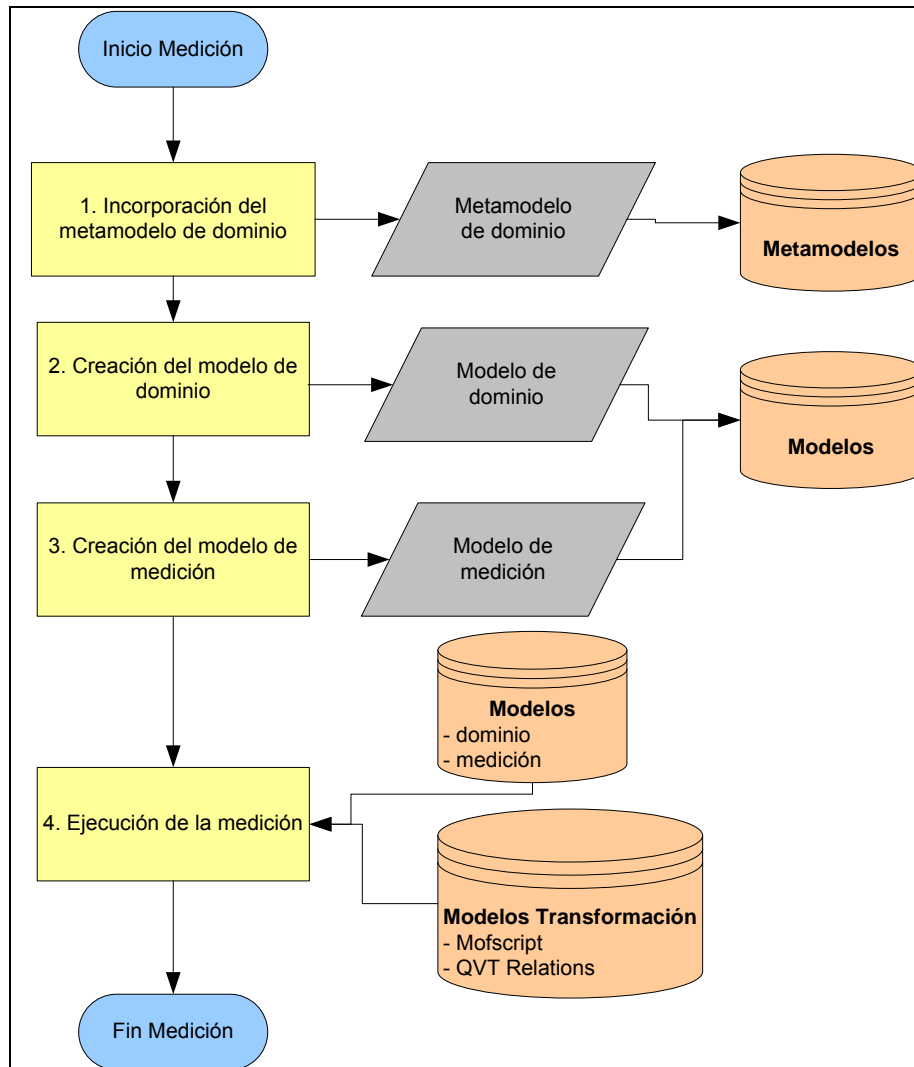 Inicio Medición
1. Incorporación del
metamodelo de dominio
Metamodelo
de dominio
Metamodelos
2. Creación del modelo de
dominio
Modelo de
dominio
Modelos
3. Creación del modelo de
medición
Modelo de
medición
Modelos
- dominio
- medición
4. Ejecución de la medición
Modelos Transformación
- Mofscript
- QVT Relations
Fin Medición